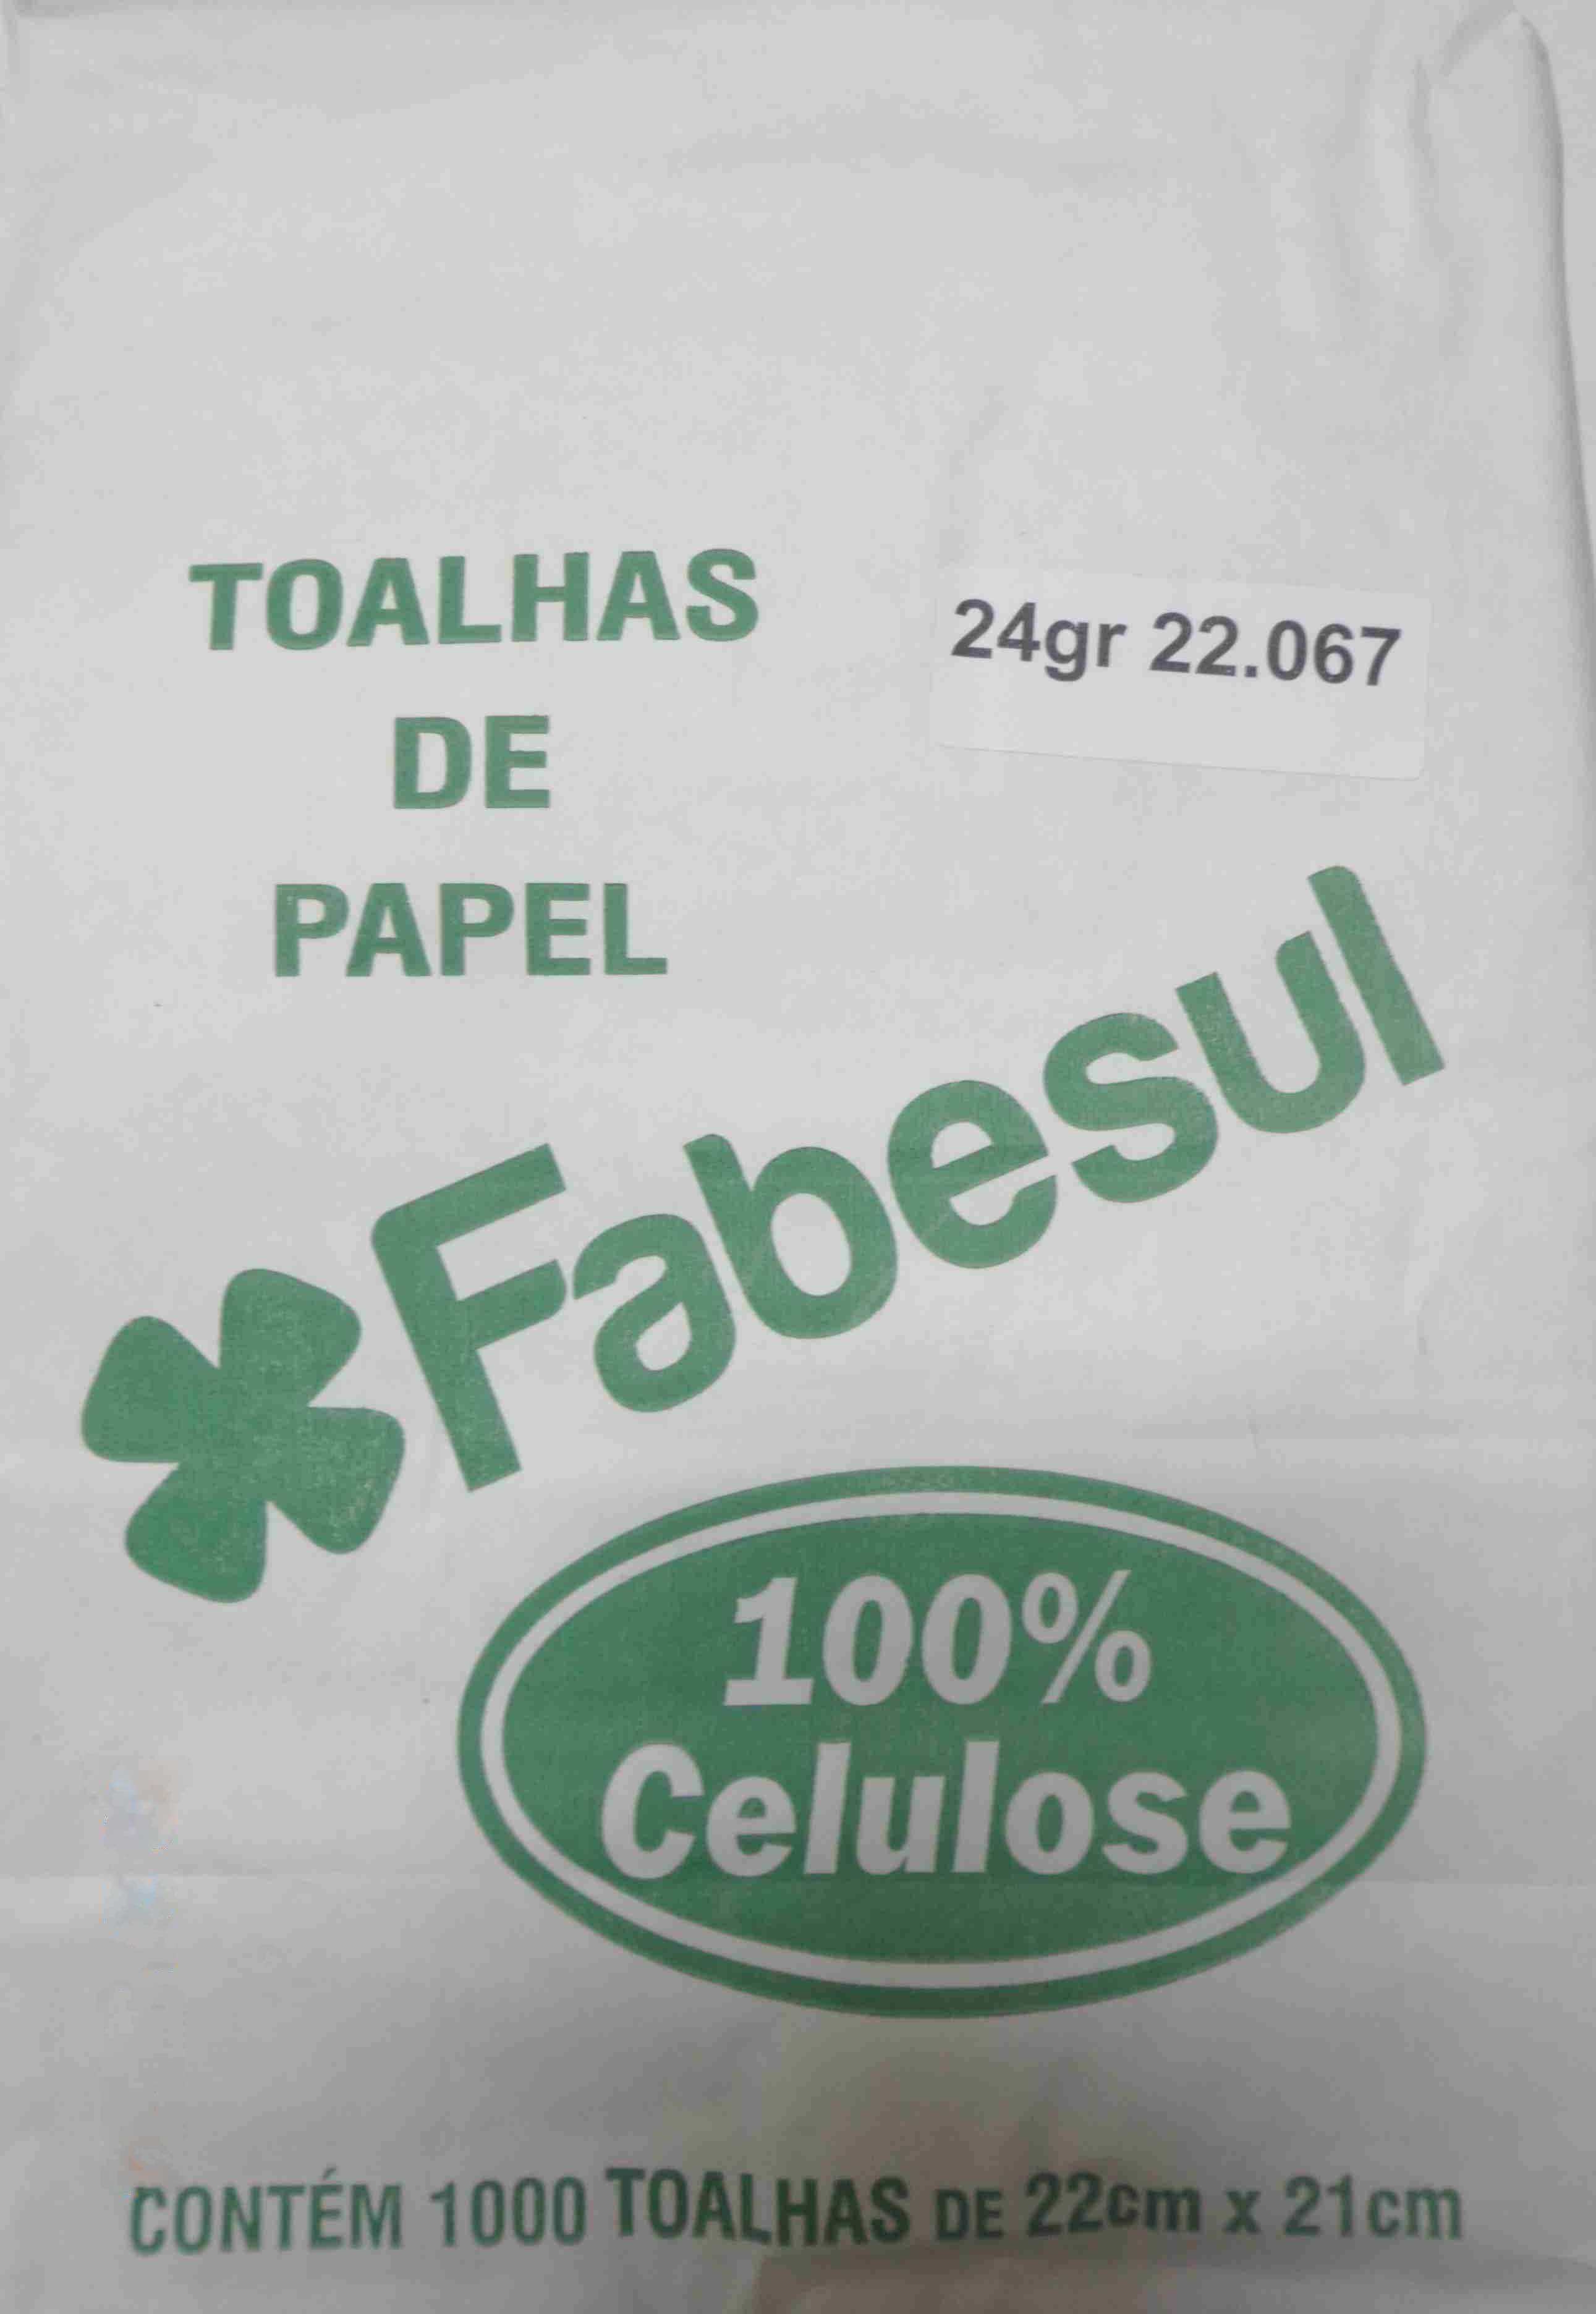 TOALHAS
DE
PAPEL
24gr 22.067
Fabesul
100%
Celulose
CONTÉM 1000 TOALHAS DE 22cm x 21cm